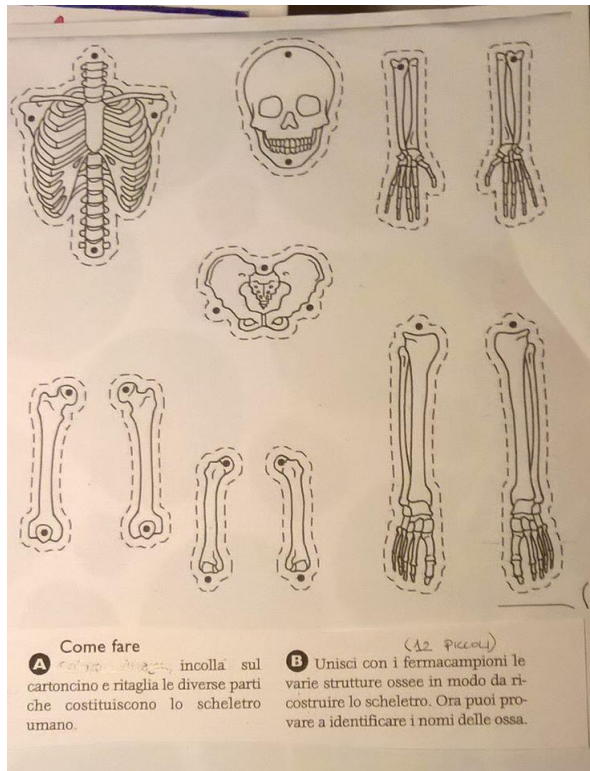 Come fare
A incolla sul
cartoncino e ritaglia le diverse parti
che costituiscono lo scheletro
umano.
(12 PICCOLI)
B Unisci con i fermacampioni le
varie strutture ossee in modo da ri-
costruire lo scheletro. Ora puoi pro-
vare a identificare i nomi delle ossa.